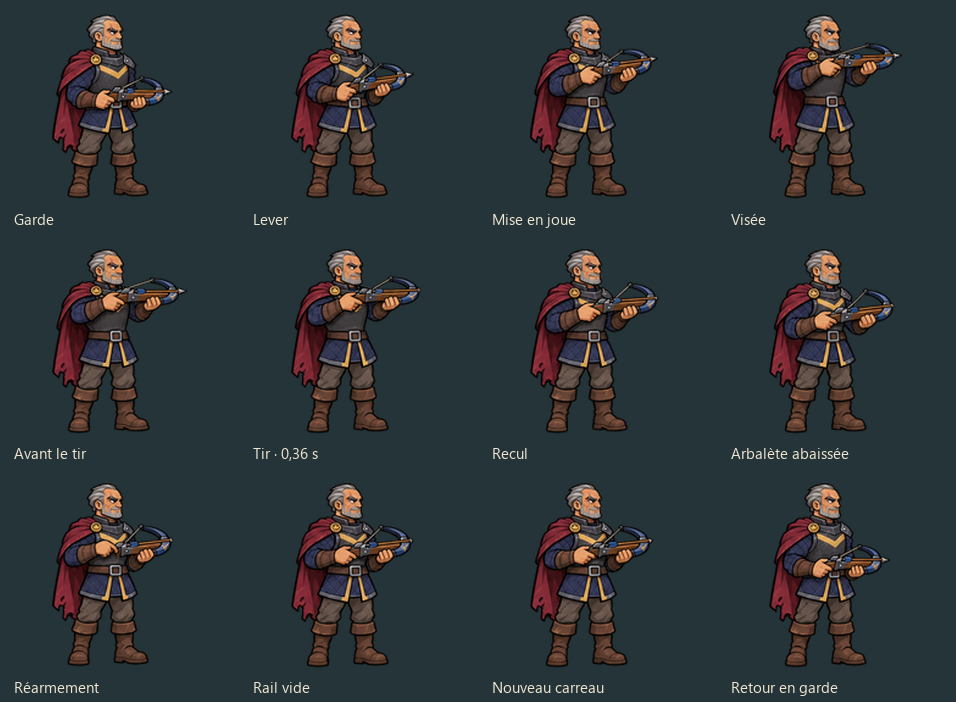 Garde
Lever
Mise en joue
Visée
Avant le tir
Tir · 0,36 s
Recul
Arbalète abaissée
Réarmement
Rail vide
Nouveau carreau
Retour en garde